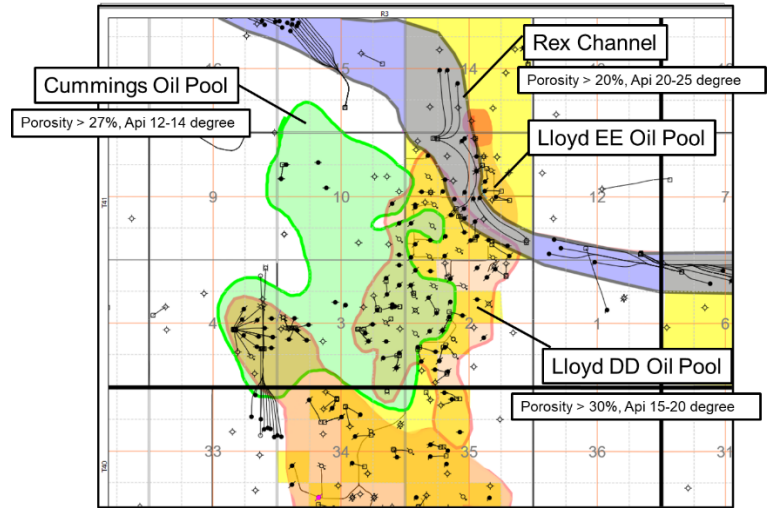 R3
15
14
Rex Channel
Porosity > 20%, Api 20-25 degree
Cummings Oil Pool
Porosity > 27%, Api 12-14 degree
Lloyd EE Oil Pool
T41
9
10
12
7
4
3
2
1
6
Lloyd DD Oil Pool
Porosity > 30%, Api 15-20 degree
T40
33
34
35
36
31